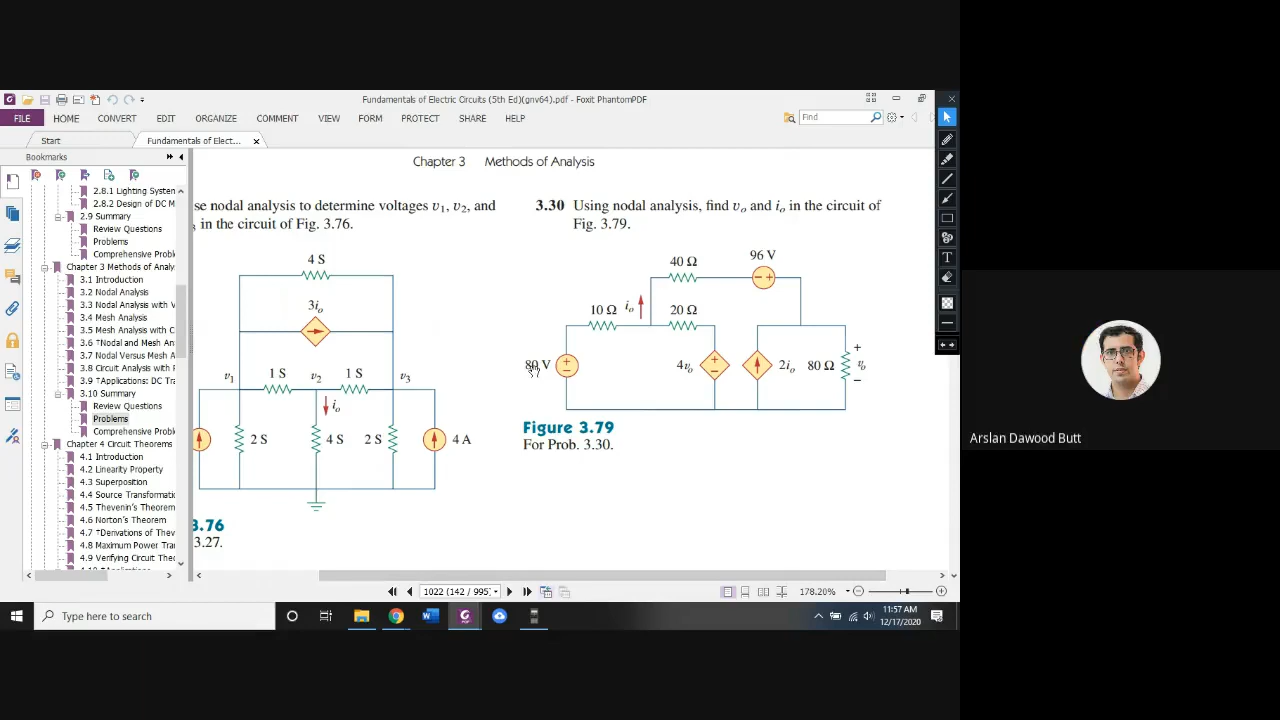 Fundamentals of Electric Circuits (5th Ed)(gnv64).pdf - Foxit PhantomPDF
FILE HOME CONVERT EDIT ORGANIZE COMMENT VIEW FORM PROTECT SHARE HELP
Find
Start
Fundamentals of Elect...
Bookmarks
2.8.1 Lighting System
2.8.2 Design of DC M
2.9 Summary
Review Questions
Problems
Comprehensive Probl
Chapter 3 Methods of Analy
3.1 Introduction
3.2 Nodal Analysis
3.3 Nodal Analysis with V
3.4 Mesh Analysis
3.5 Mesh Analysis with C
3.6 †Nodal and Mesh An
3.7 Nodal Versus Mesh A
3.8 Circuit Analysis with P
3.9 †Applications: DC Tra
3.10 Summary
Review Questions
Problems
Comprehensive Probl
Chapter 4 Circuit Theorems
4.1 Introduction
4.2 Linearity Property
4.3 Superposition
4.4 Source Transformatio
4.5 Thevenin's Theorem
4.6 Norton's Theorem
4.7 †Derivations of Thev
4.8 Maximum Power Tra
4.9 Verifying Circuit Theo
Chapter 3 Methods of Analysis
se nodal analysis to determine voltages v₁, v₂, and
₃ in the circuit of Fig. 3.76.
4 S
3iₒ
v₁ 1 S v₂ 1 S v₃
iₒ
2 S 4 S 2 S 4 A
3.76
3.27.
3.30 Using nodal analysis, find vₒ and iₒ in the circuit of
Fig. 3.79.
40 Ω 96 V
10 Ω iₒ 20 Ω
80 V 4vₒ 2iₒ 80 Ω vₒ
Figure 3.79
For Prob. 3.30.
1022 (142 / 995)
178.20%
Type here to search
11:57 AM
12/17/2020
Arslan Dawood Butt